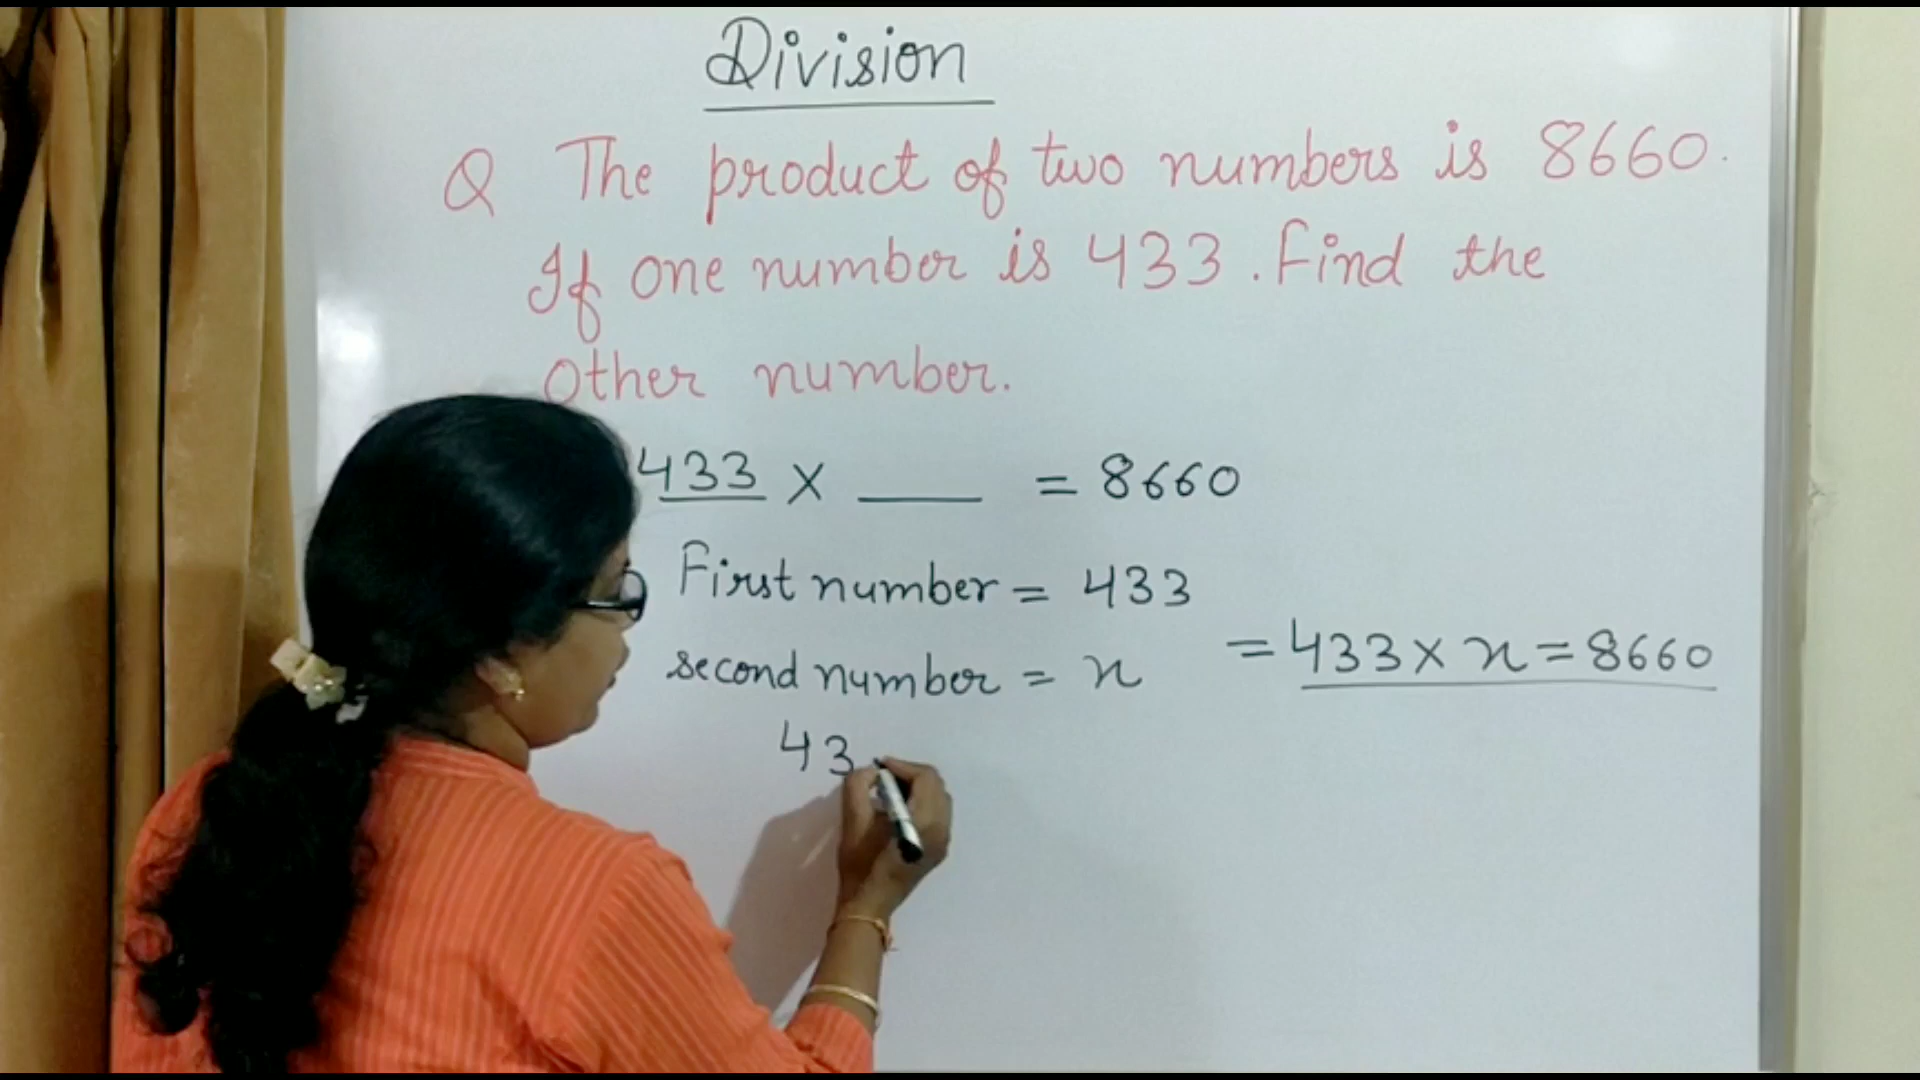 Division
Q The product of two numbers is 8660.
If one number is 433. Find the
other number.
433 x ___ = 8660
First number = 433
second number = x
= 433 x x = 8660
43